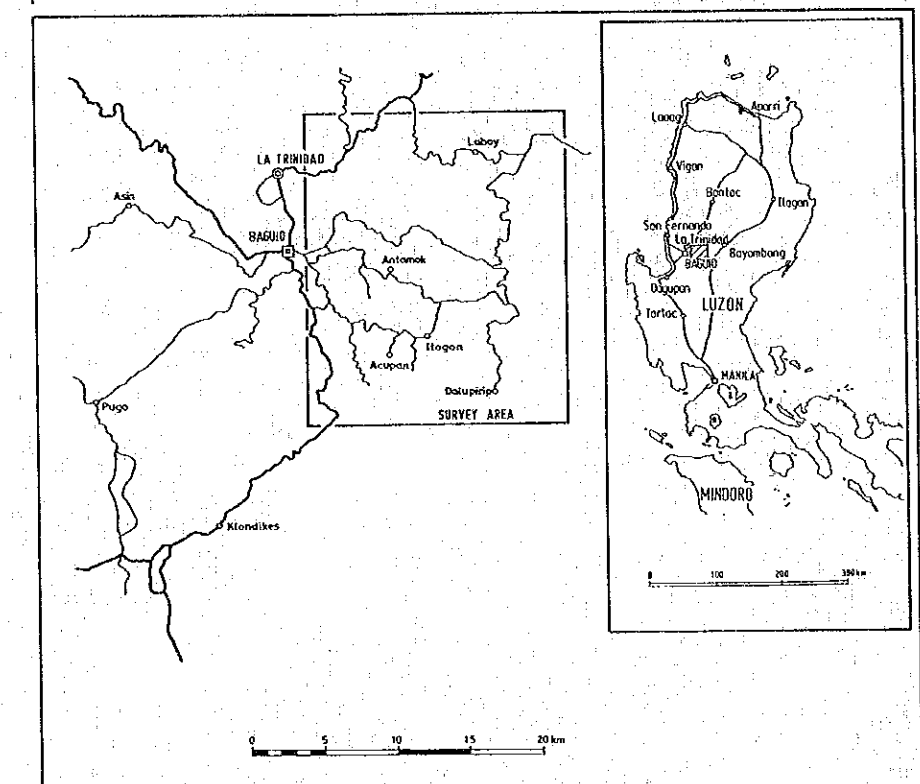 LA TRINIDAD
Asin
BAGUIO
Antamok
Laboy
Itogon
Acupan
Dalupirip
SURVEY AREA
Pugo
Klondikes
0 5 10 15 20 km
Aparri
Laoag
Vigan
Bontoc
Ilagan
San Fernando
La Trinidad
BAGUIO
Bayombong
Dagupan
LUZON
Tarlac
MANILA
MINDORO
0 100 200 300 km